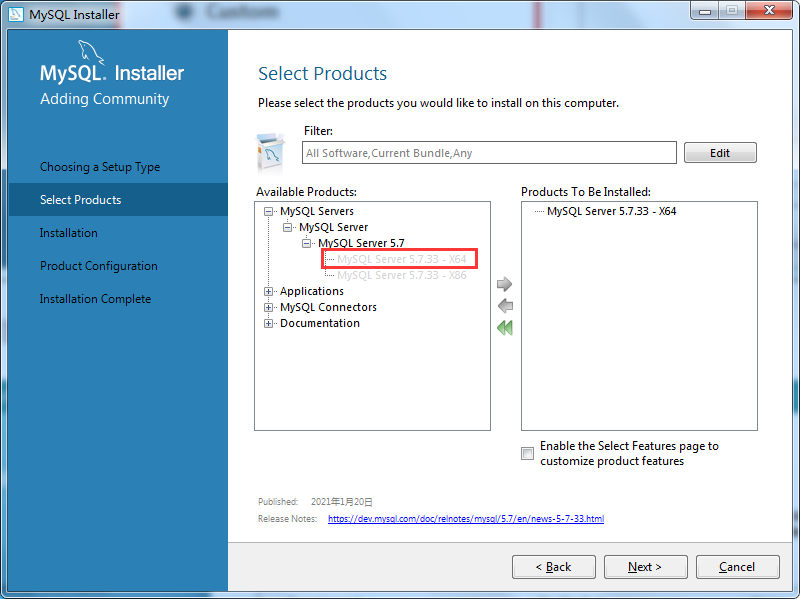 MySQL Installer
Custom
MySQL. Installer
Adding Community
Choosing a Setup Type
Select Products
Installation
Product Configuration
Installation Complete
Select Products
Please select the products you would like to install on this computer.
Filter:
All Software,Current Bundle,Any
Edit
Available Products:
MySQL Servers
MySQL Server
MySQL Server 5.7
MySQL Server 5.7.33 - X64
MySQL Server 5.7.33 - X86
Applications
MySQL Connectors
Documentation
Products To Be Installed:
MySQL Server 5.7.33 - X64
Enable the Select Features page to
customize product features
Published: 2021年1月20日
Release Notes: https://dev.mysql.com/doc/relnotes/mysql/5.7/en/news-5-7-33.html
< Back
Next >
Cancel